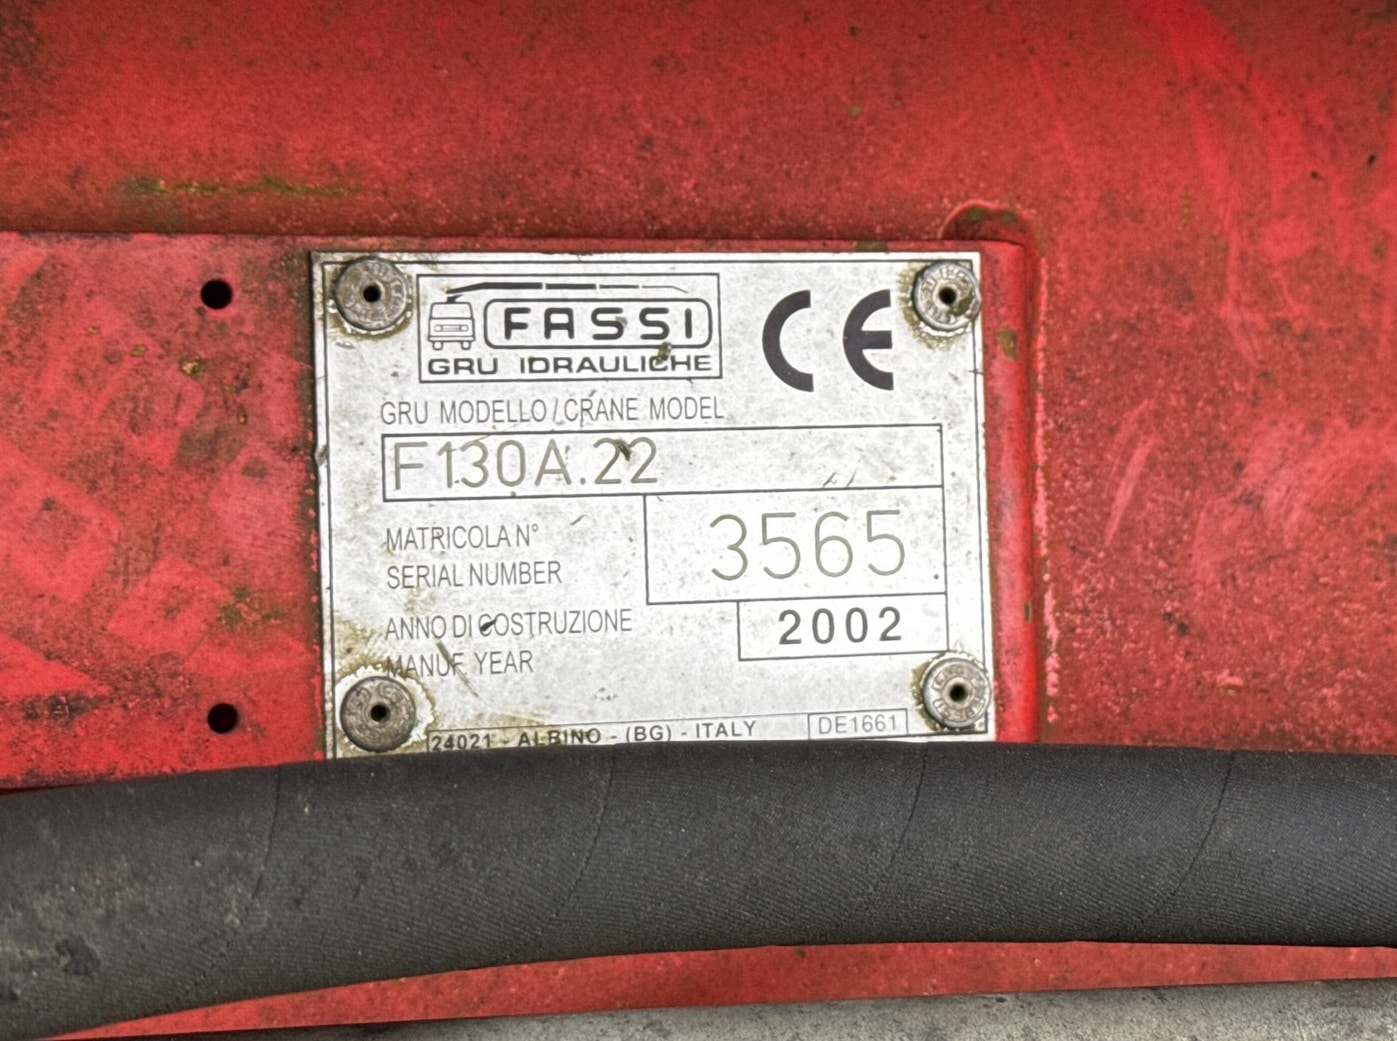 FASSI
GRU IDRAULICHE
CE
GRU MODELLO / CRANE MODEL
F130A.22
MATRICOLA N°
SERIAL NUMBER
3565
ANNO DI COSTRUZIONE
MANUF. YEAR
2002
24021 - ALBINO - (BG) - ITALY
DE1661